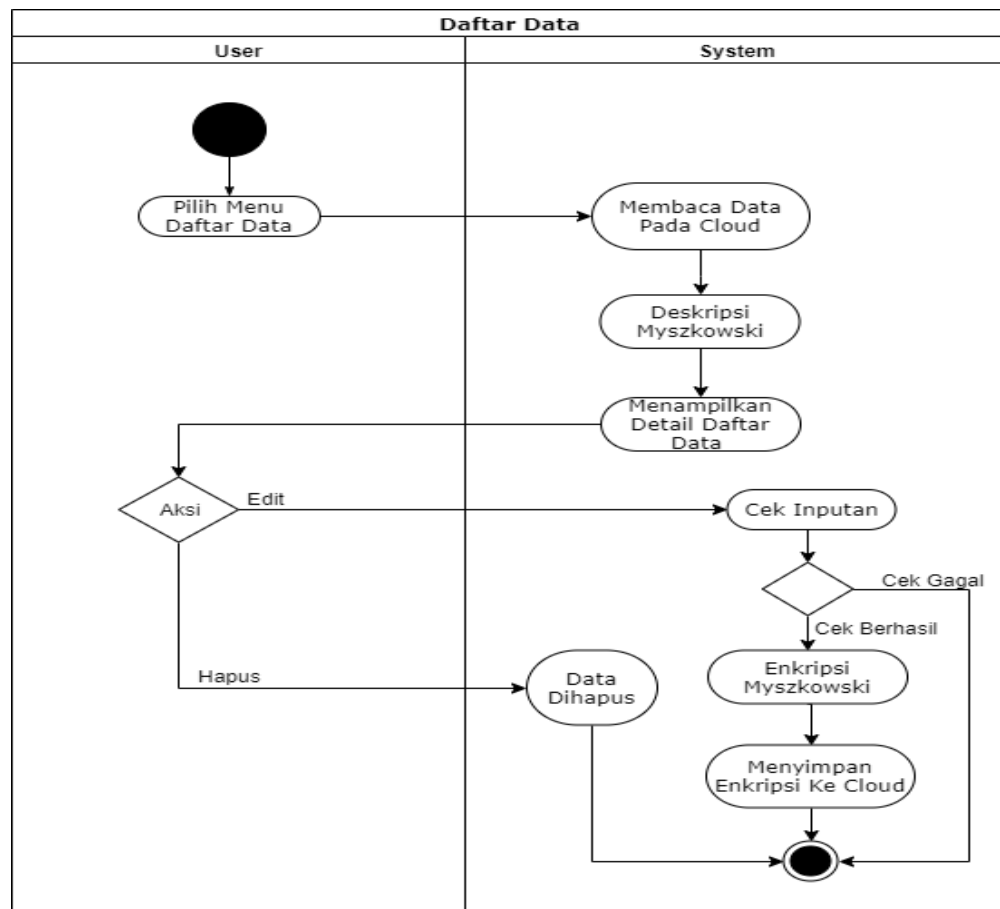 Daftar Data
User
System
Pilih Menu
Daftar Data
Membaca Data
Pada Cloud
Deskripsi
Myszkowski
Menampilkan
Detail Daftar
Data
Aksi
Edit
Cek Inputan
Cek Gagal
Cek Berhasil
Hapus
Data
Dihapus
Enkripsi
Myszkowski
Menyimpan
Enkripsi Ke Cloud